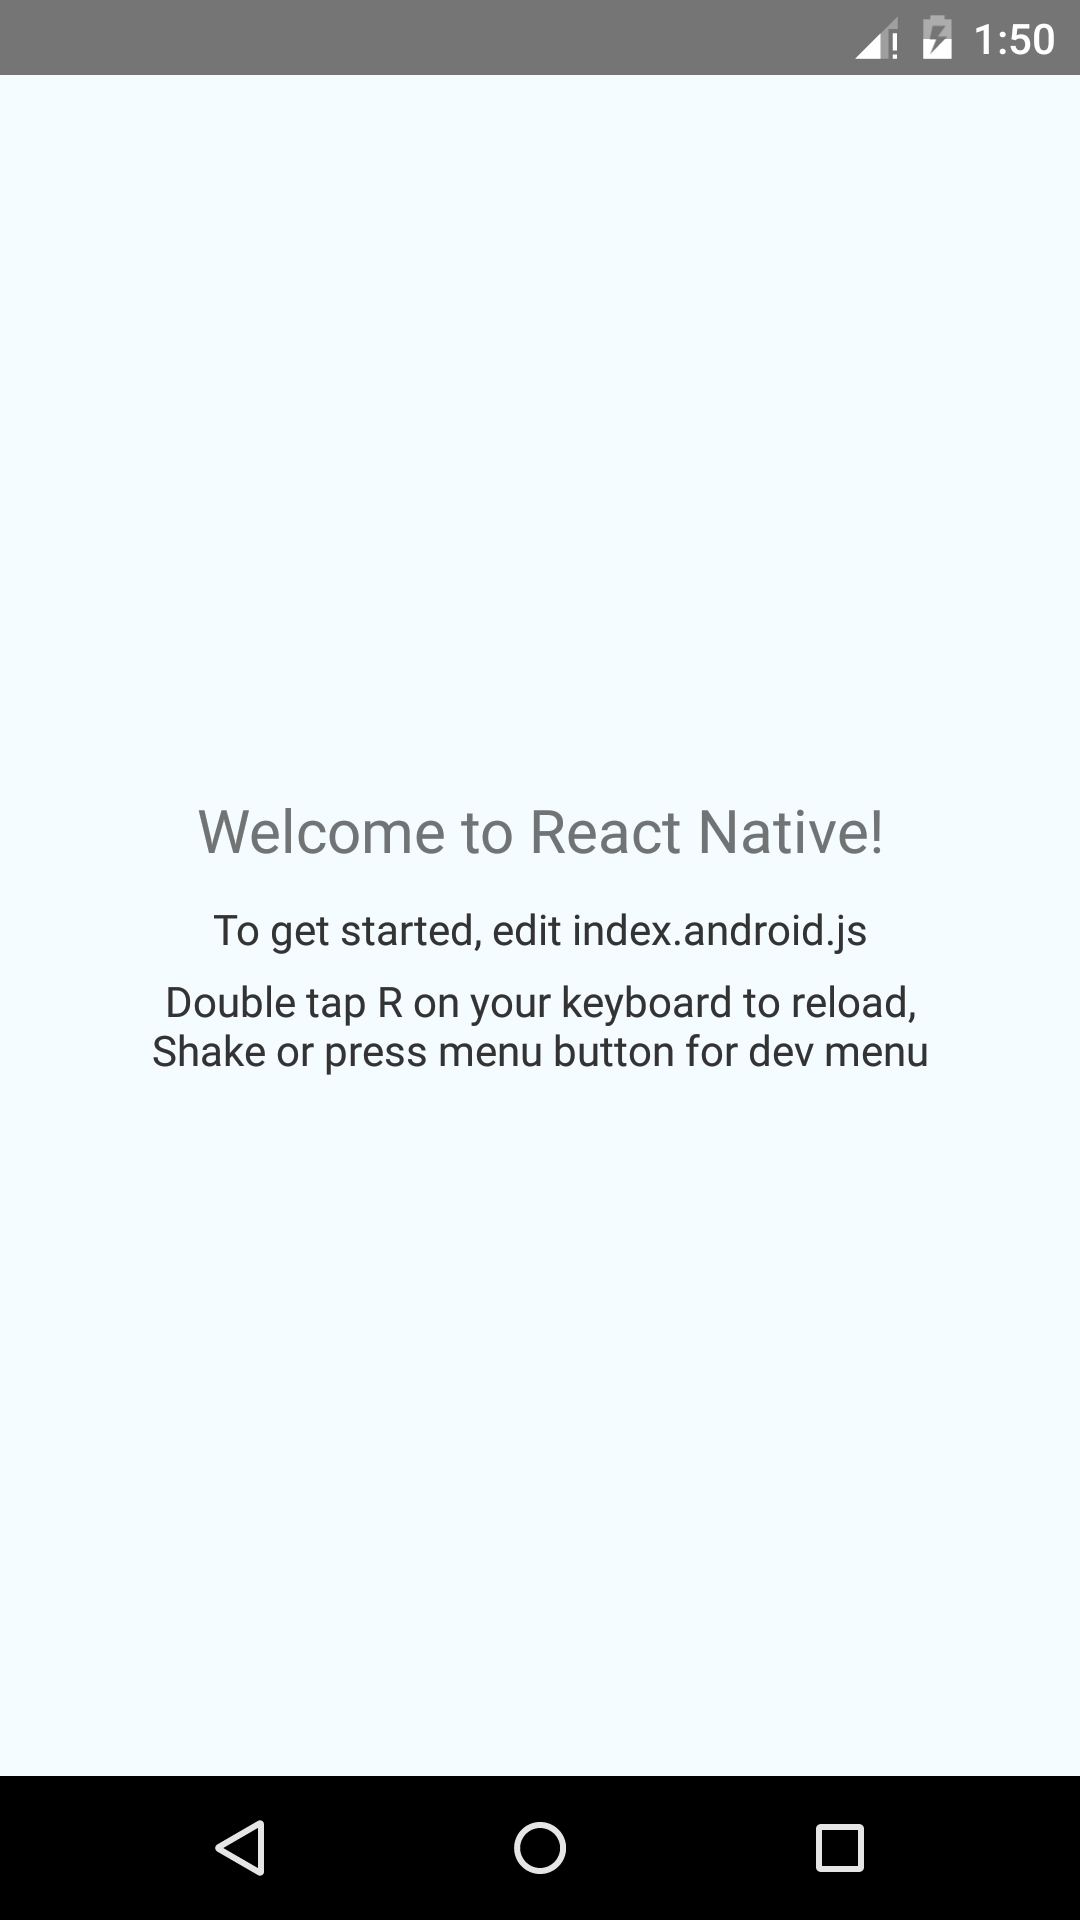 1:50
Welcome to React Native!
To get started, edit index.android.js
Double tap R on your keyboard to reload,
Shake or press menu button for dev menu